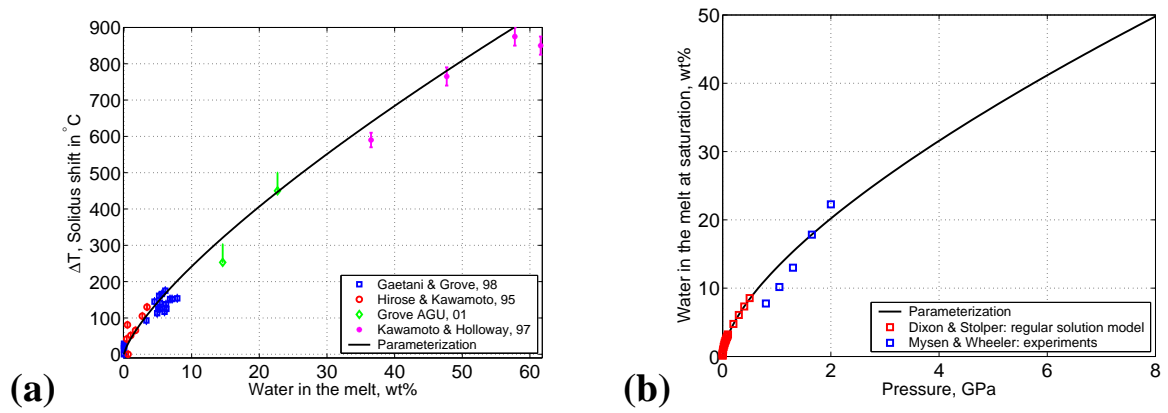 900
800
700
600
500
400
300
200
100
0
0 10 20 30 40 50 60
ΔT, Solidus shift in °C
Water in the melt, wt%
Gaetani & Grove, 98
Hirose & Kawamoto, 95
Grove AGU, 01
Kawamoto & Holloway, 97
Parameterization
(a)
50
40
30
20
10
0
0 2 4 6 8
Water in the melt at saturation, wt%
Pressure, GPa
Parameterization
Dixon & Stolper: regular solution model
Mysen & Wheeler: experiments
(b)